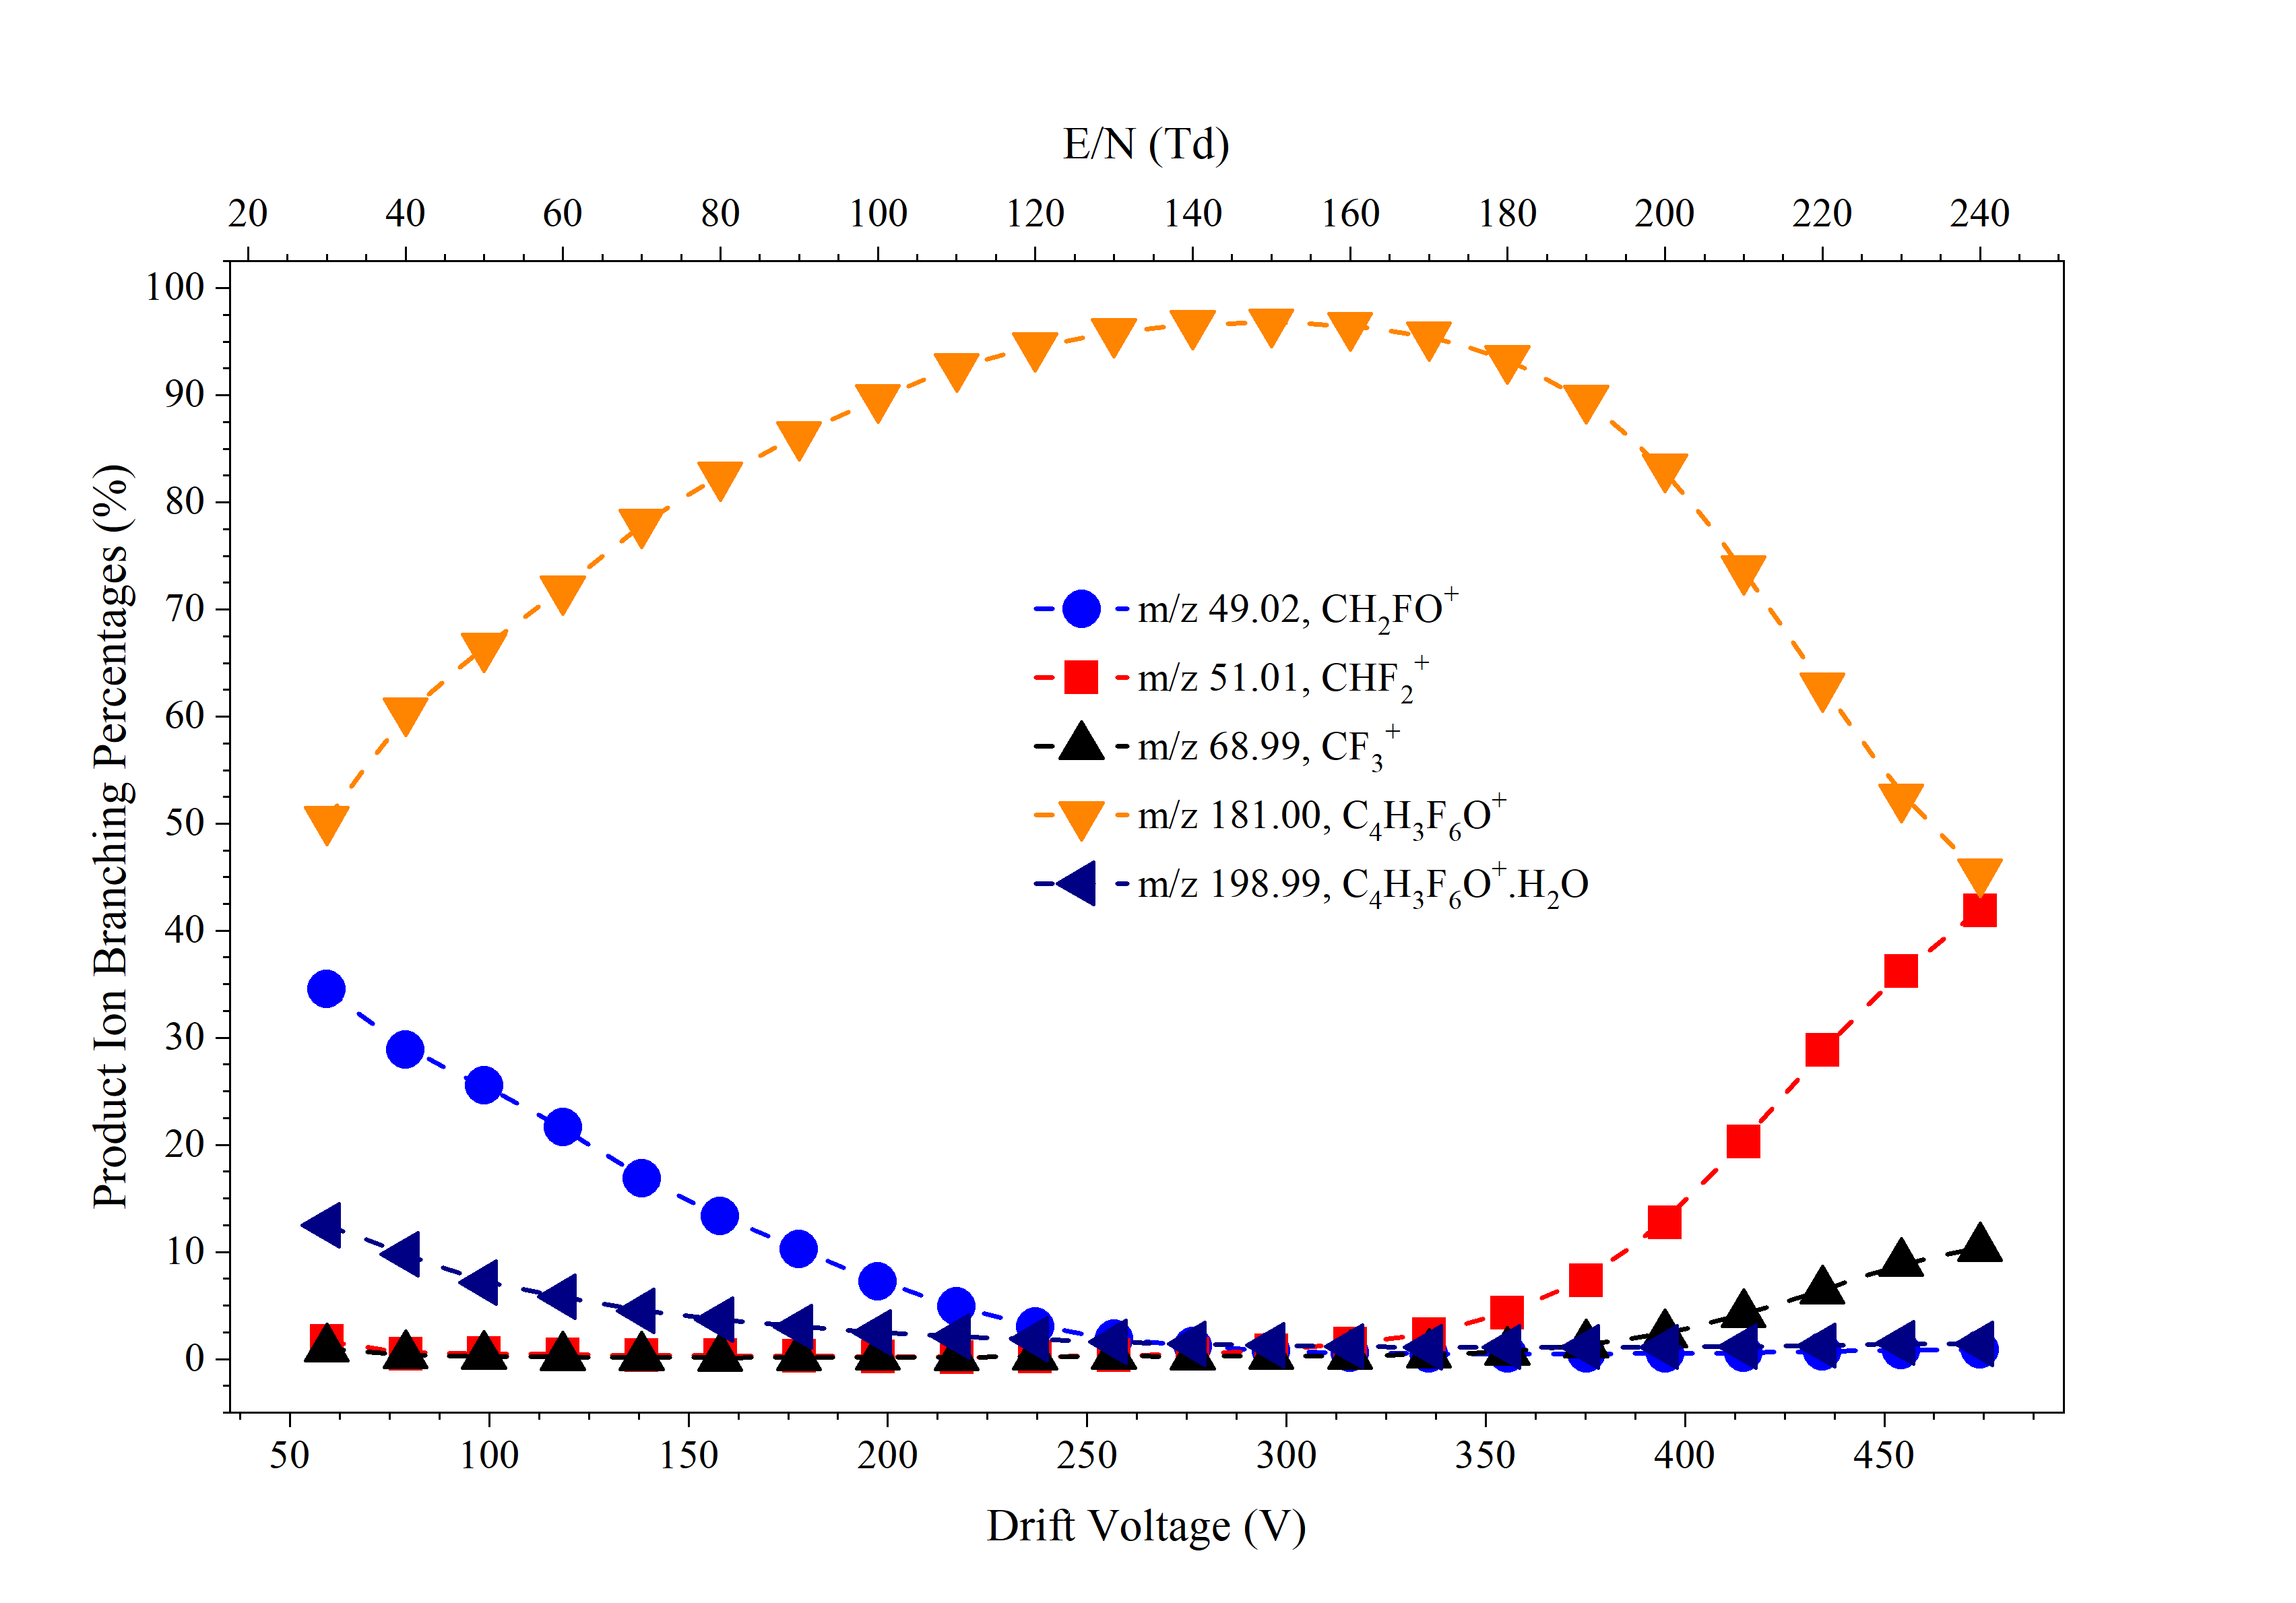 E/N (Td)
20 40 60 80 100 120 140 160 180 200 220 240
Product Ion Branching Percentages (%)
100
90
80
70
60
50
40
30
20
10
0
m/z 49.02, CH₂FO⁺
m/z 51.01, CHF₂⁺
m/z 68.99, CF₃⁺
m/z 181.00, C₄H₃F₆O⁺
m/z 198.99, C₄H₃F₆O⁺.H₂O
50 100 150 200 250 300 350 400 450
Drift Voltage (V)